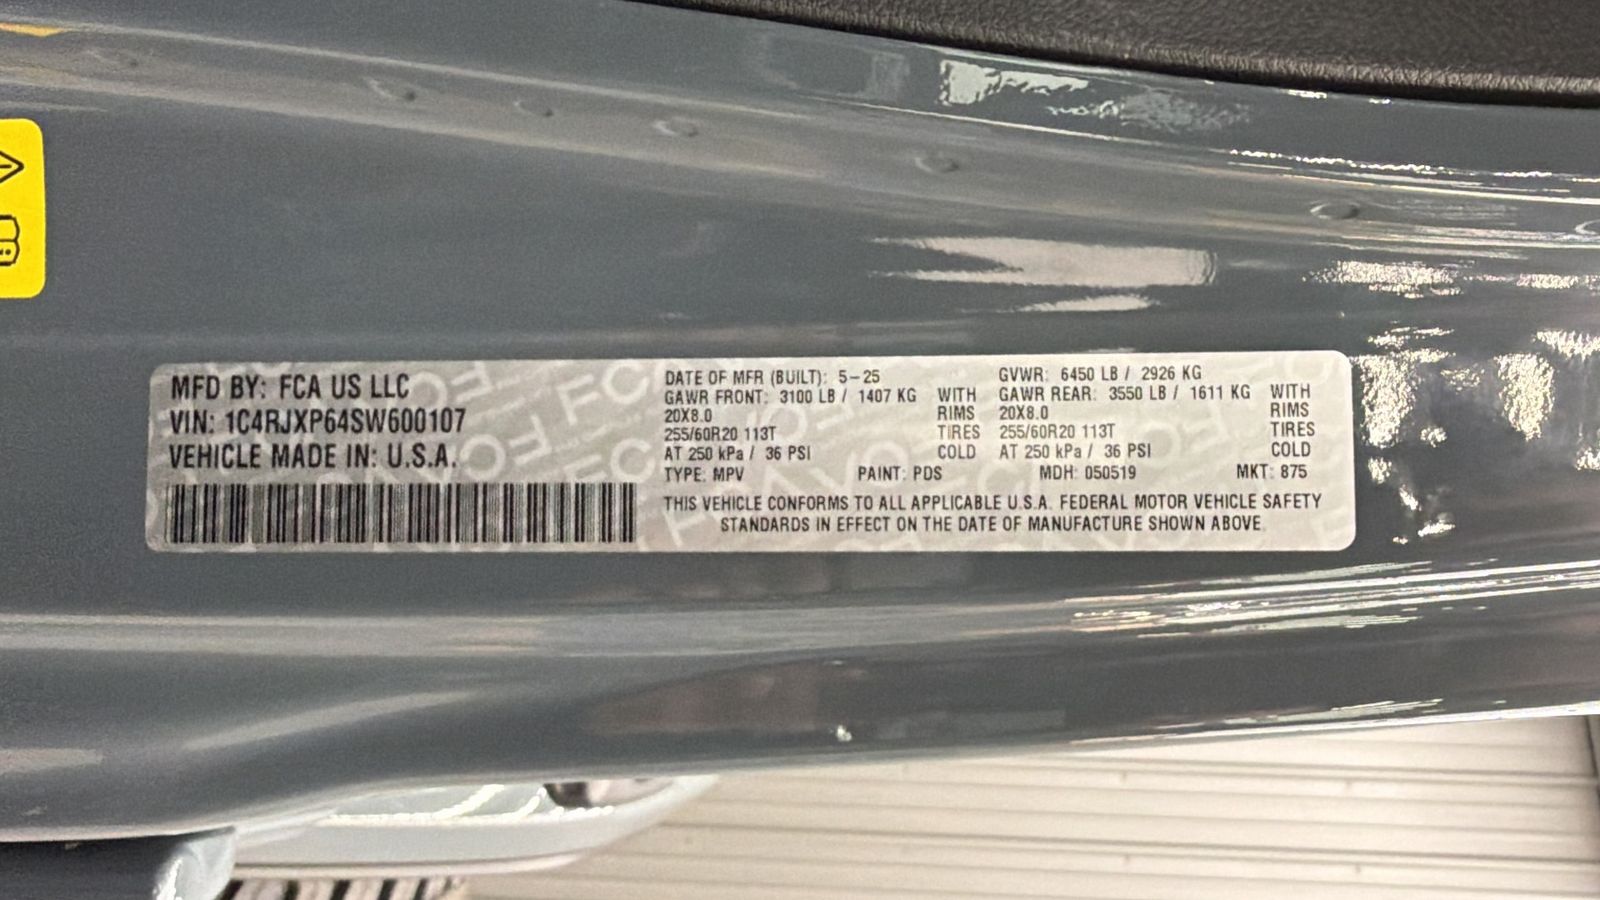 MFD BY: FCA US LLC
VIN: 1C4RJXP64SW600107
VEHICLE MADE IN: U.S.A.
DATE OF MFR (BUILT): 5-25
GVWR: 6450 LB / 2926 KG
GAWR FRONT: 3100 LB / 1407 KG WITH GAWR REAR: 3550 LB / 1611 KG WITH
20X8.0 RIMS 20X8.0 RIMS
255/60R20 113T TIRES 255/60R20 113T TIRES
AT 250 kPa / 36 PSI COLD AT 250 kPa / 36 PSI COLD
TYPE: MPV PAINT: PDS MDH: 050519 MKT: 875
THIS VEHICLE CONFORMS TO ALL APPLICABLE U.S.A. FEDERAL MOTOR VEHICLE SAFETY
STANDARDS IN EFFECT ON THE DATE OF MANUFACTURE SHOWN ABOVE.